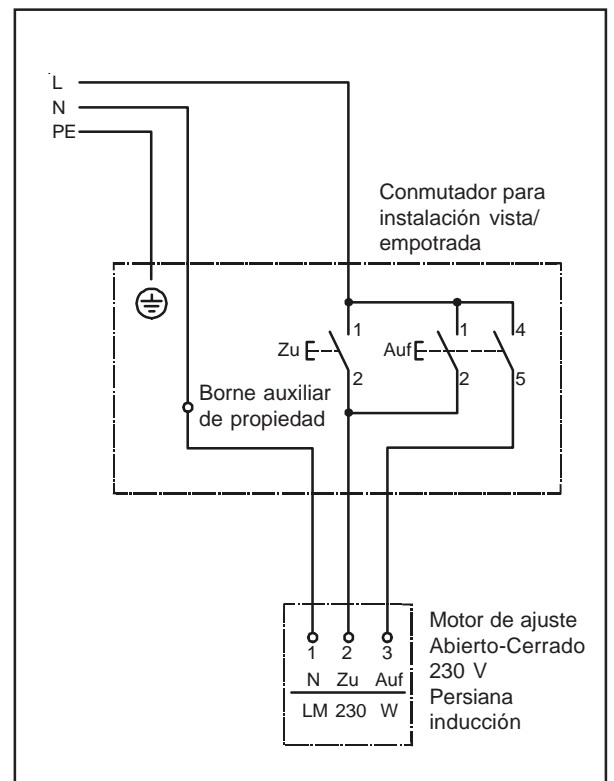 L
N
PE
Conmutador para
instalación vista/
empotrada
1
1
4
Zu
Auf
2
2
5
Borne auxiliar
de propiedad
1
2
3
N Zu Auf
LM 230 W
Motor de ajuste
Abierto-Cerrado
230 V
Persiana
inducción